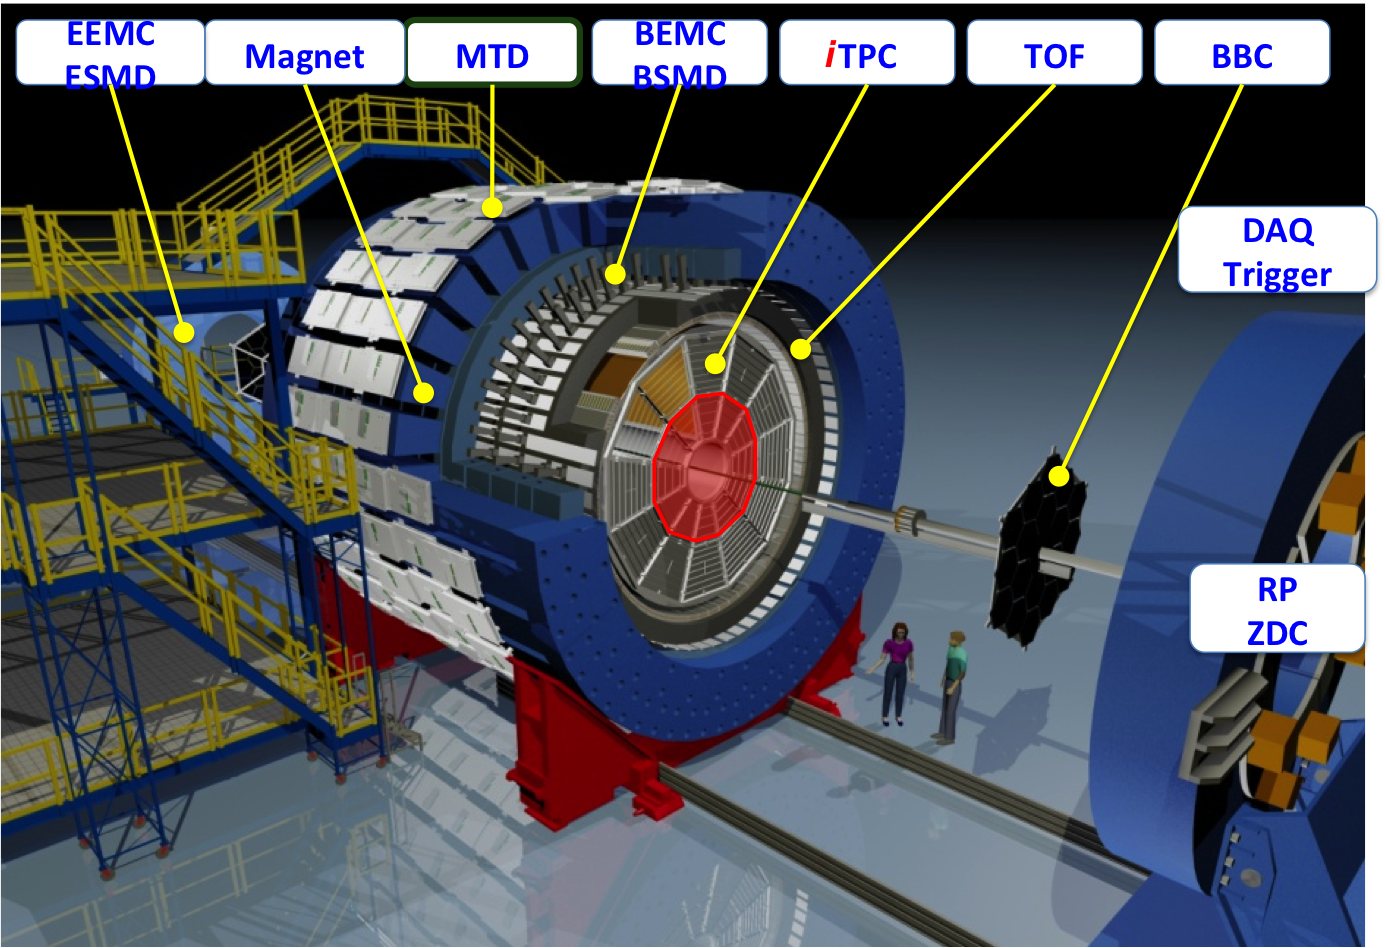 EEMC
ESMD
Magnet
MTD
BEMC
BSMD
iTPC
TOF
BBC
DAQ
Trigger
RP
ZDC